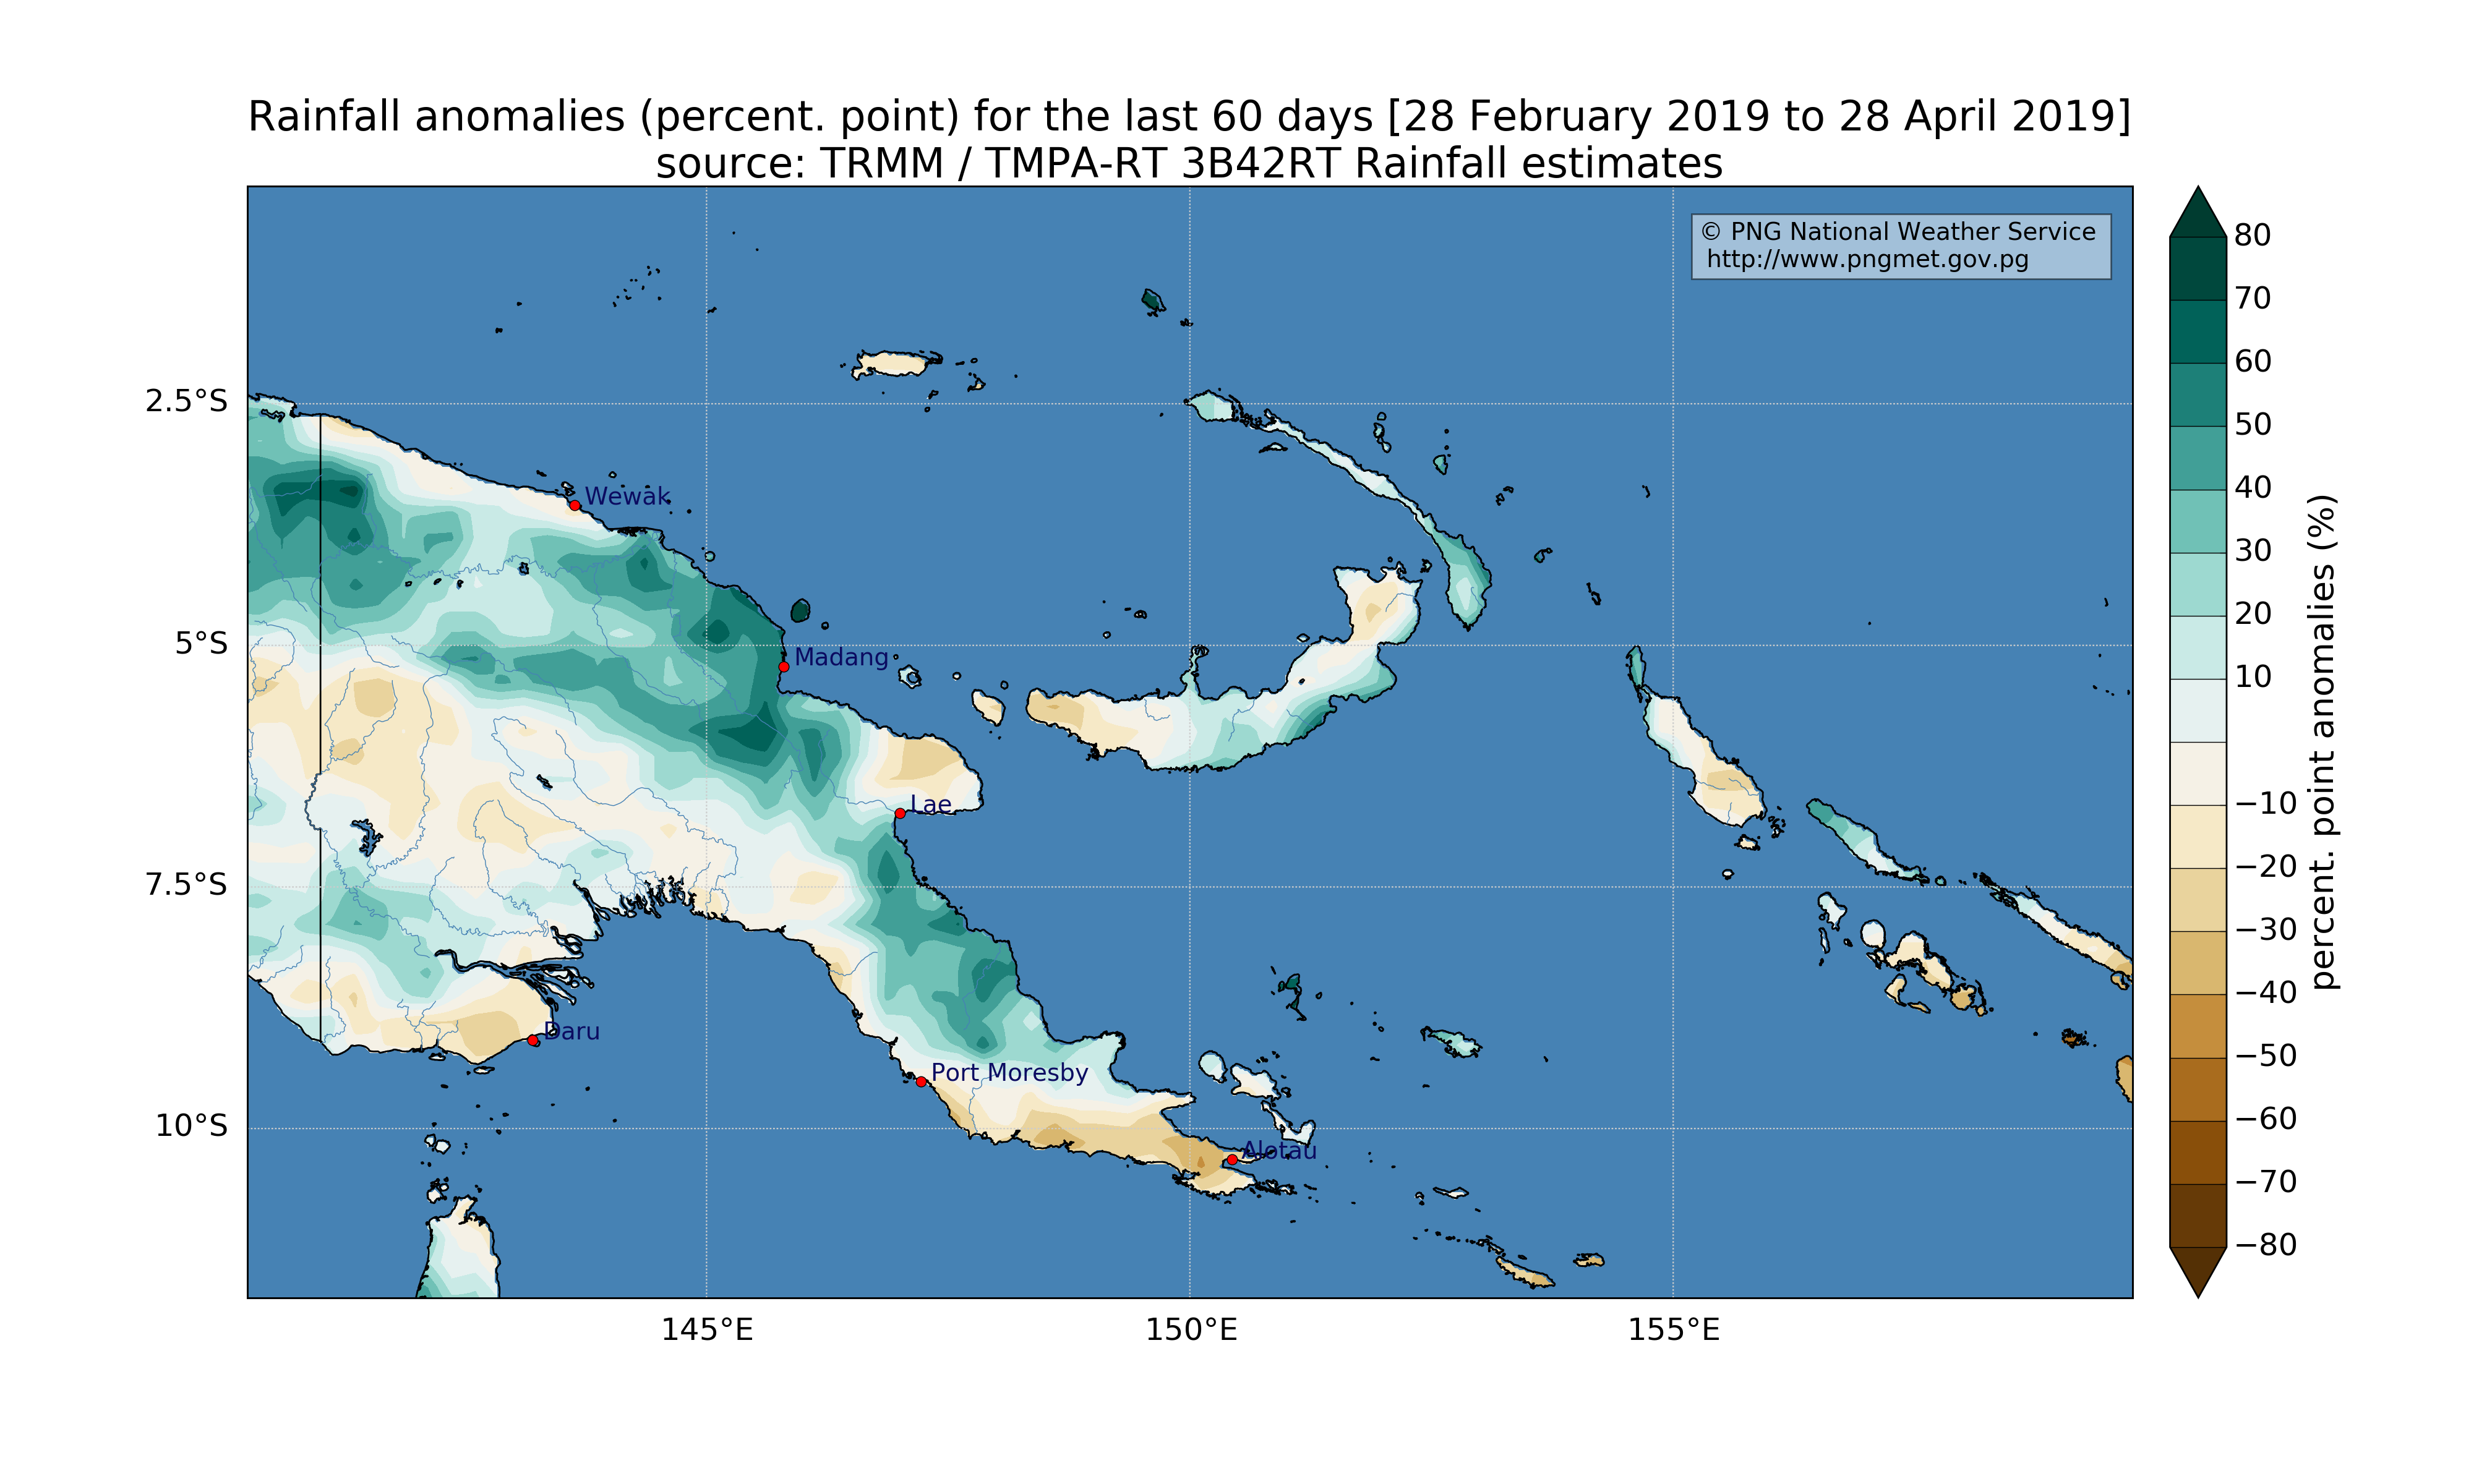 Rainfall anomalies (percent. point) for the last 60 days [28 February 2019 to 28 April 2019]
source: TRMM / TMPA-RT 3B42RT Rainfall estimates
© PNG National Weather Service
http://www.pngmet.gov.pg
2.5°S
5°S
7.5°S
10°S
145°E
150°E
155°E
Wewak
Madang
Lae
Daru
Port Moresby
Alotau
80
70
60
50
40
30
20
10
−10
−20
−30
−40
−50
−60
−70
−80
percent. point anomalies (%)